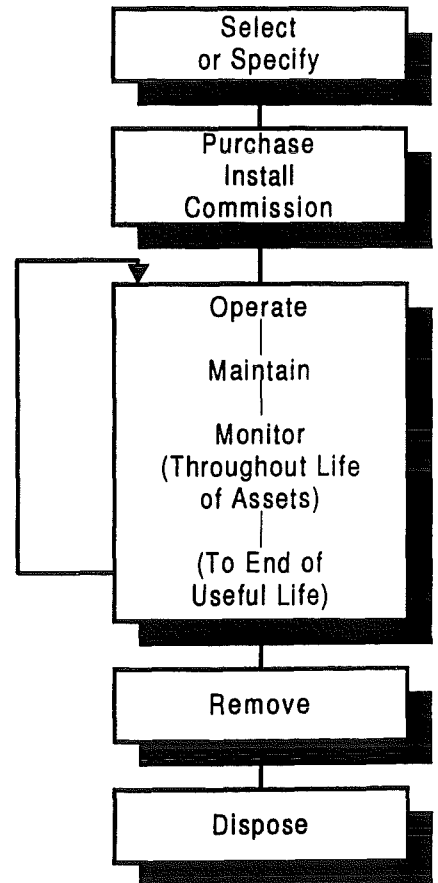 Select
or Specify
Purchase
Install
Commission
Operate
Maintain
Monitor
(Throughout Life
of Assets)
(To End of
Useful Life)
Remove
Dispose